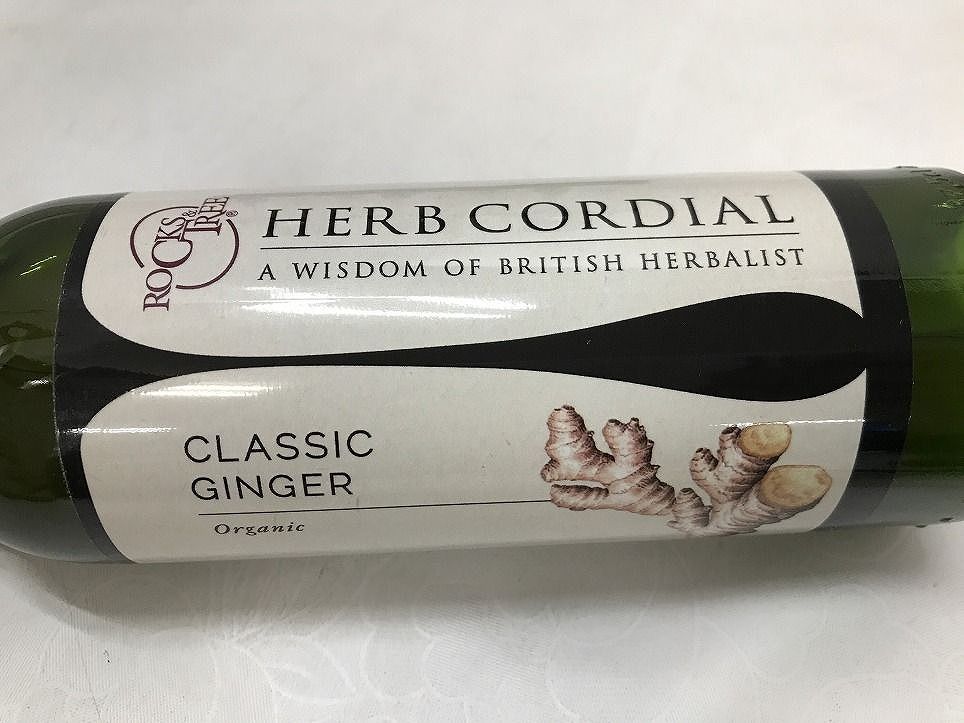 ROCKS &
TREE®
HERB CORDIAL
A WISDOM OF BRITISH HERBALIST
CLASSIC
GINGER
Organic